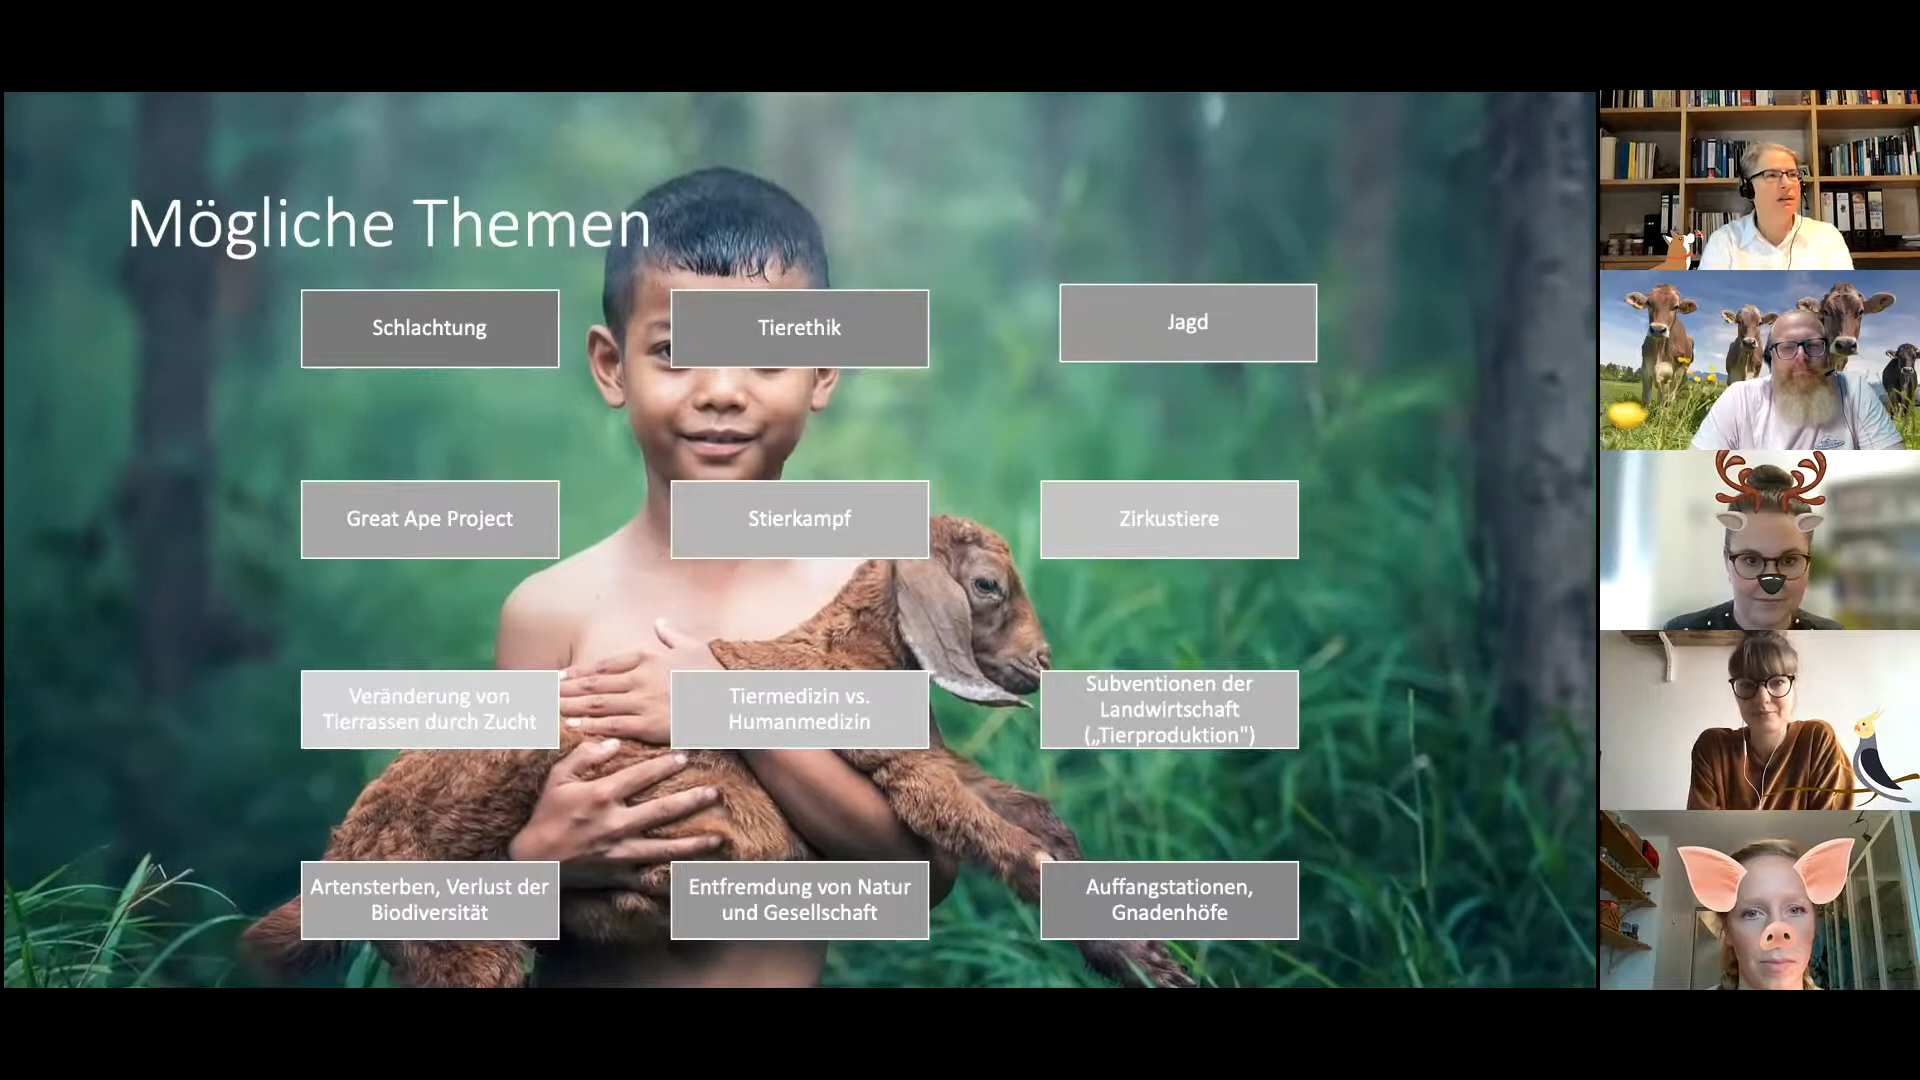 Mögliche Themen
Schlachtung
Tierethik
Jagd
Great Ape Project
Stierkampf
Zirkustiere
Veränderung von
Tierrassen durch Zucht
Tiermedizin vs.
Humanmedizin
Subventionen der
Landwirtschaft
(„Tierproduktion")
Artensterben, Verlust der
Biodiversität
Entfremdung von Natur
und Gesellschaft
Auffangstationen,
Gnadenhöfe